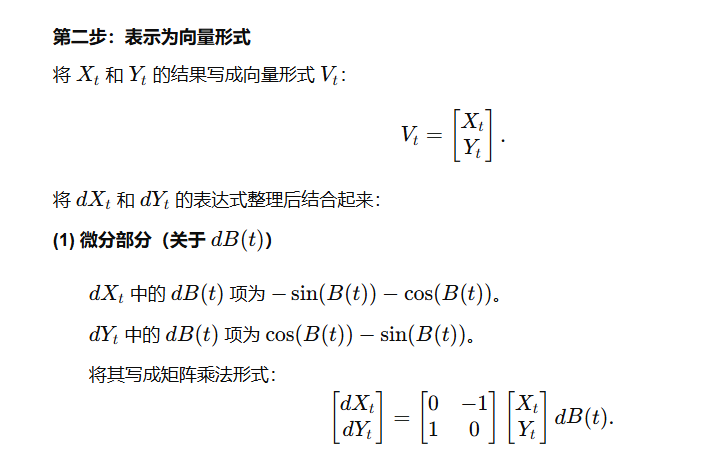 第二步：表示为向量形式
将 $X_t$ 和 $Y_t$ 的结果写成向量形式 $V_t$：
$V_t = \begin{bmatrix} X_t \\ Y_t \end{bmatrix}.$
将 $dX_t$ 和 $dY_t$ 的表达式整理后结合起来：
(1) 微分部分（关于 $dB(t)$）
$dX_t$ 中的 $dB(t)$ 项为 $-\sin(B(t)) - \cos(B(t))$。
$dY_t$ 中的 $dB(t)$ 项为 $\cos(B(t)) - \sin(B(t))$。
将其写成矩阵乘法形式：
$\begin{bmatrix} dX_t \\ dY_t \end{bmatrix} = \begin{bmatrix} 0 & -1 \\ 1 & 0 \end{bmatrix} \begin{bmatrix} X_t \\ Y_t \end{bmatrix} dB(t).$